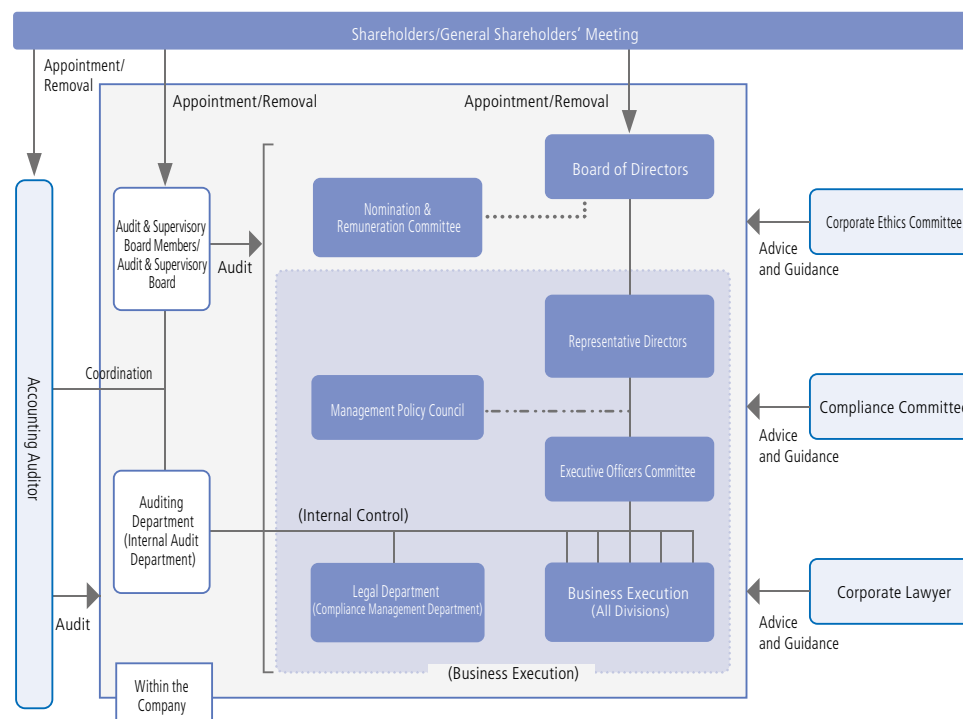 Shareholders/General Shareholders' Meeting
Appointment/
Removal
Appointment/Removal
Appointment/Removal
Board of Directors
Nomination &
Remuneration Committee
Audit & Supervisory
Board Members/
Audit & Supervisory
Board
Audit
Corporate Ethics Committee
Advice
and Guidance
Representative Directors
Coordination
Management Policy Council
Compliance Committee
Advice
and Guidance
Accounting Auditor
Executive Officers Committee
Auditing
Department
(Internal Audit
Department)
(Internal Control)
Legal Department
(Compliance Management Department)
Business Execution
(All Divisions)
Corporate Lawyer
Advice
and Guidance
Audit
(Business Execution)
Within the
Company